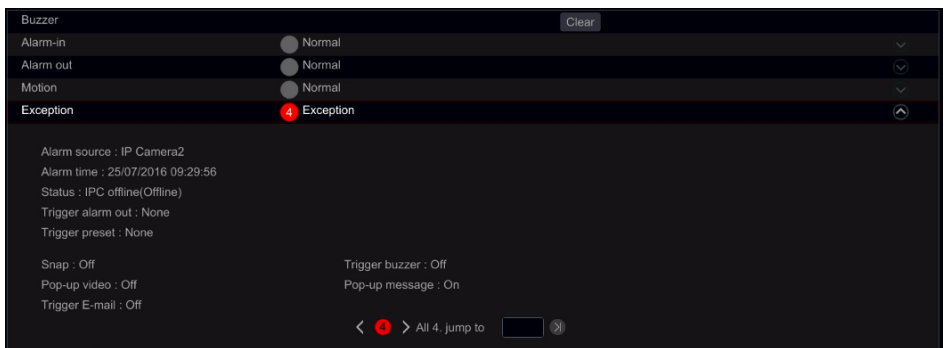 Buzzer Clear
Alarm-in Normal
Alarm out Normal
Motion Normal
Exception 4 Exception
Alarm source : IP Camera2
Alarm time : 25/07/2016 09:29:56
Status : IPC offline(Offline)
Trigger alarm out : None
Trigger preset : None
Snap : Off Trigger buzzer : Off
Pop-up video : Off Pop-up message : On
Trigger E-mail : Off
4 All 4. jump to